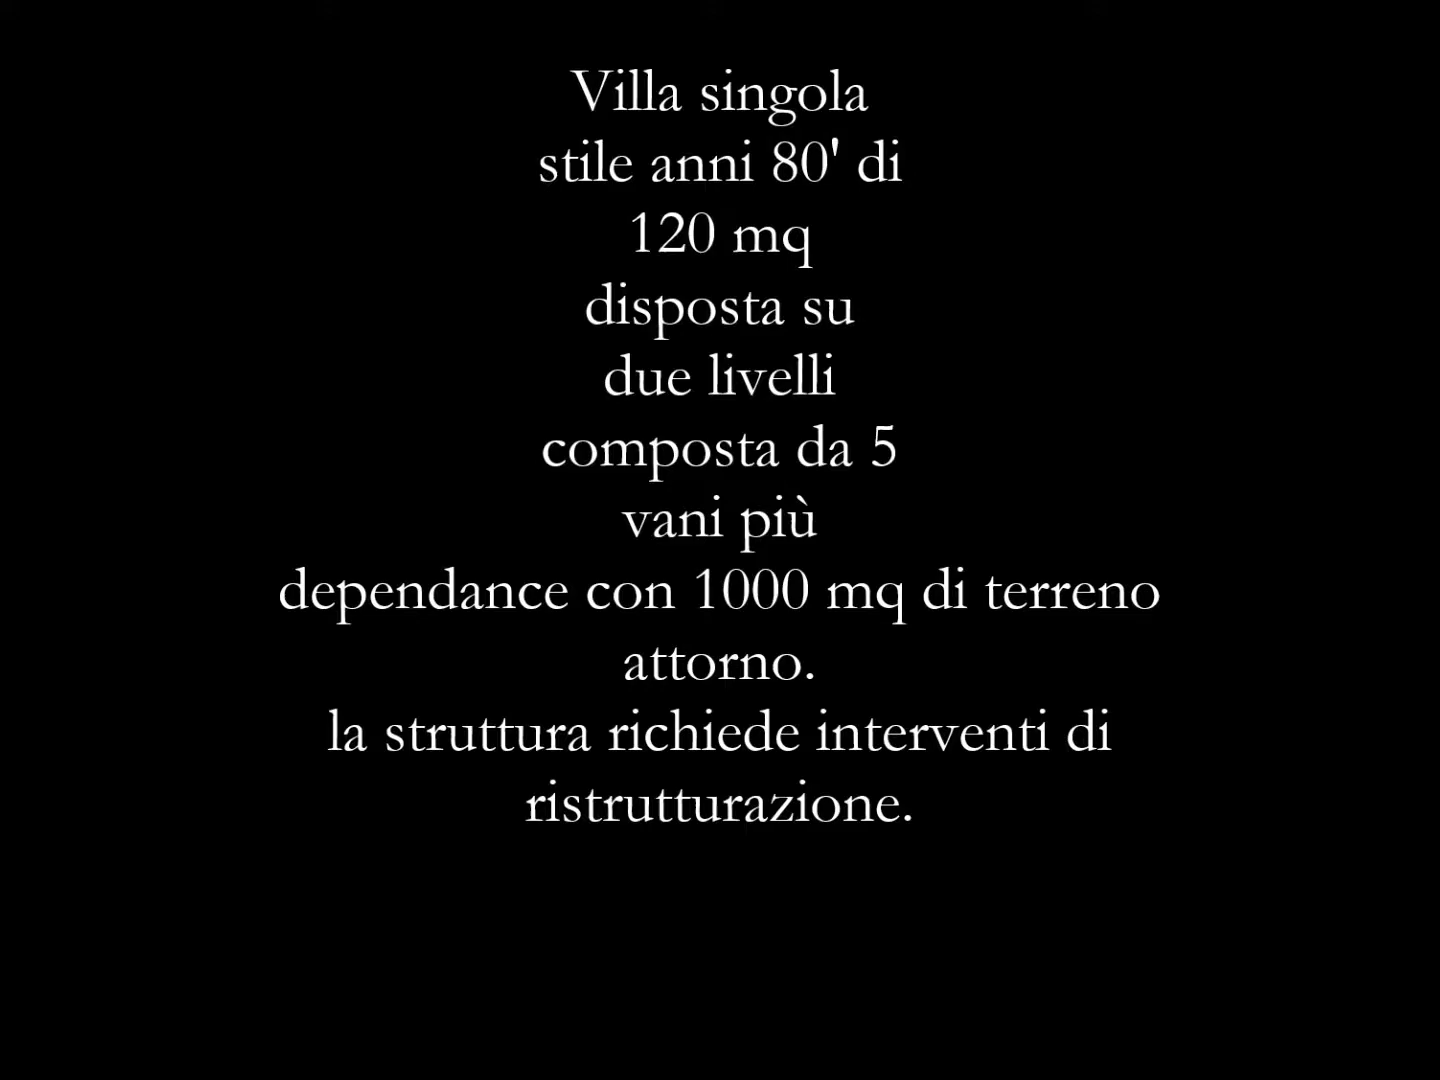 Villa singola
stile anni 80' di
120 mq
disposta su
due livelli
composta da 5
vani più
dependance con 1000 mq di terreno
attorno.
la struttura richiede interventi di
ristrutturazione.